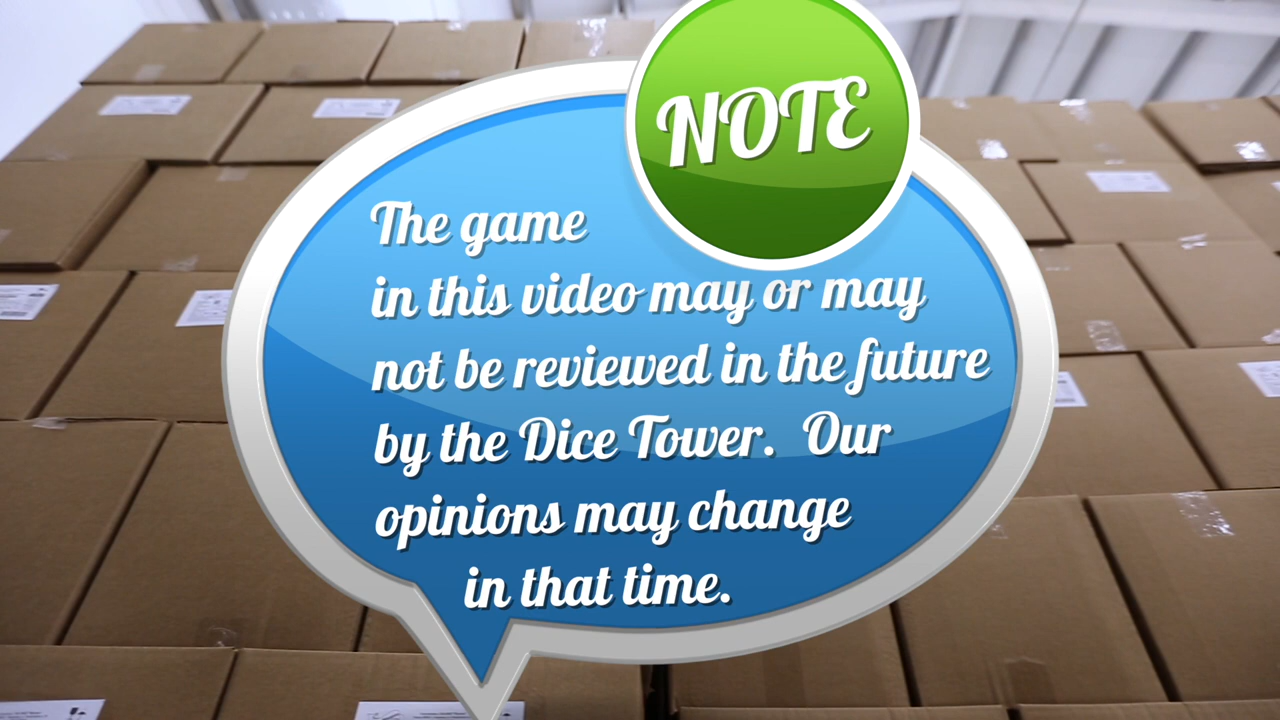 NOTE
The game
in this video may or may
not be reviewed in the future
by the Dice Tower. Our
opinions may change
in that time.